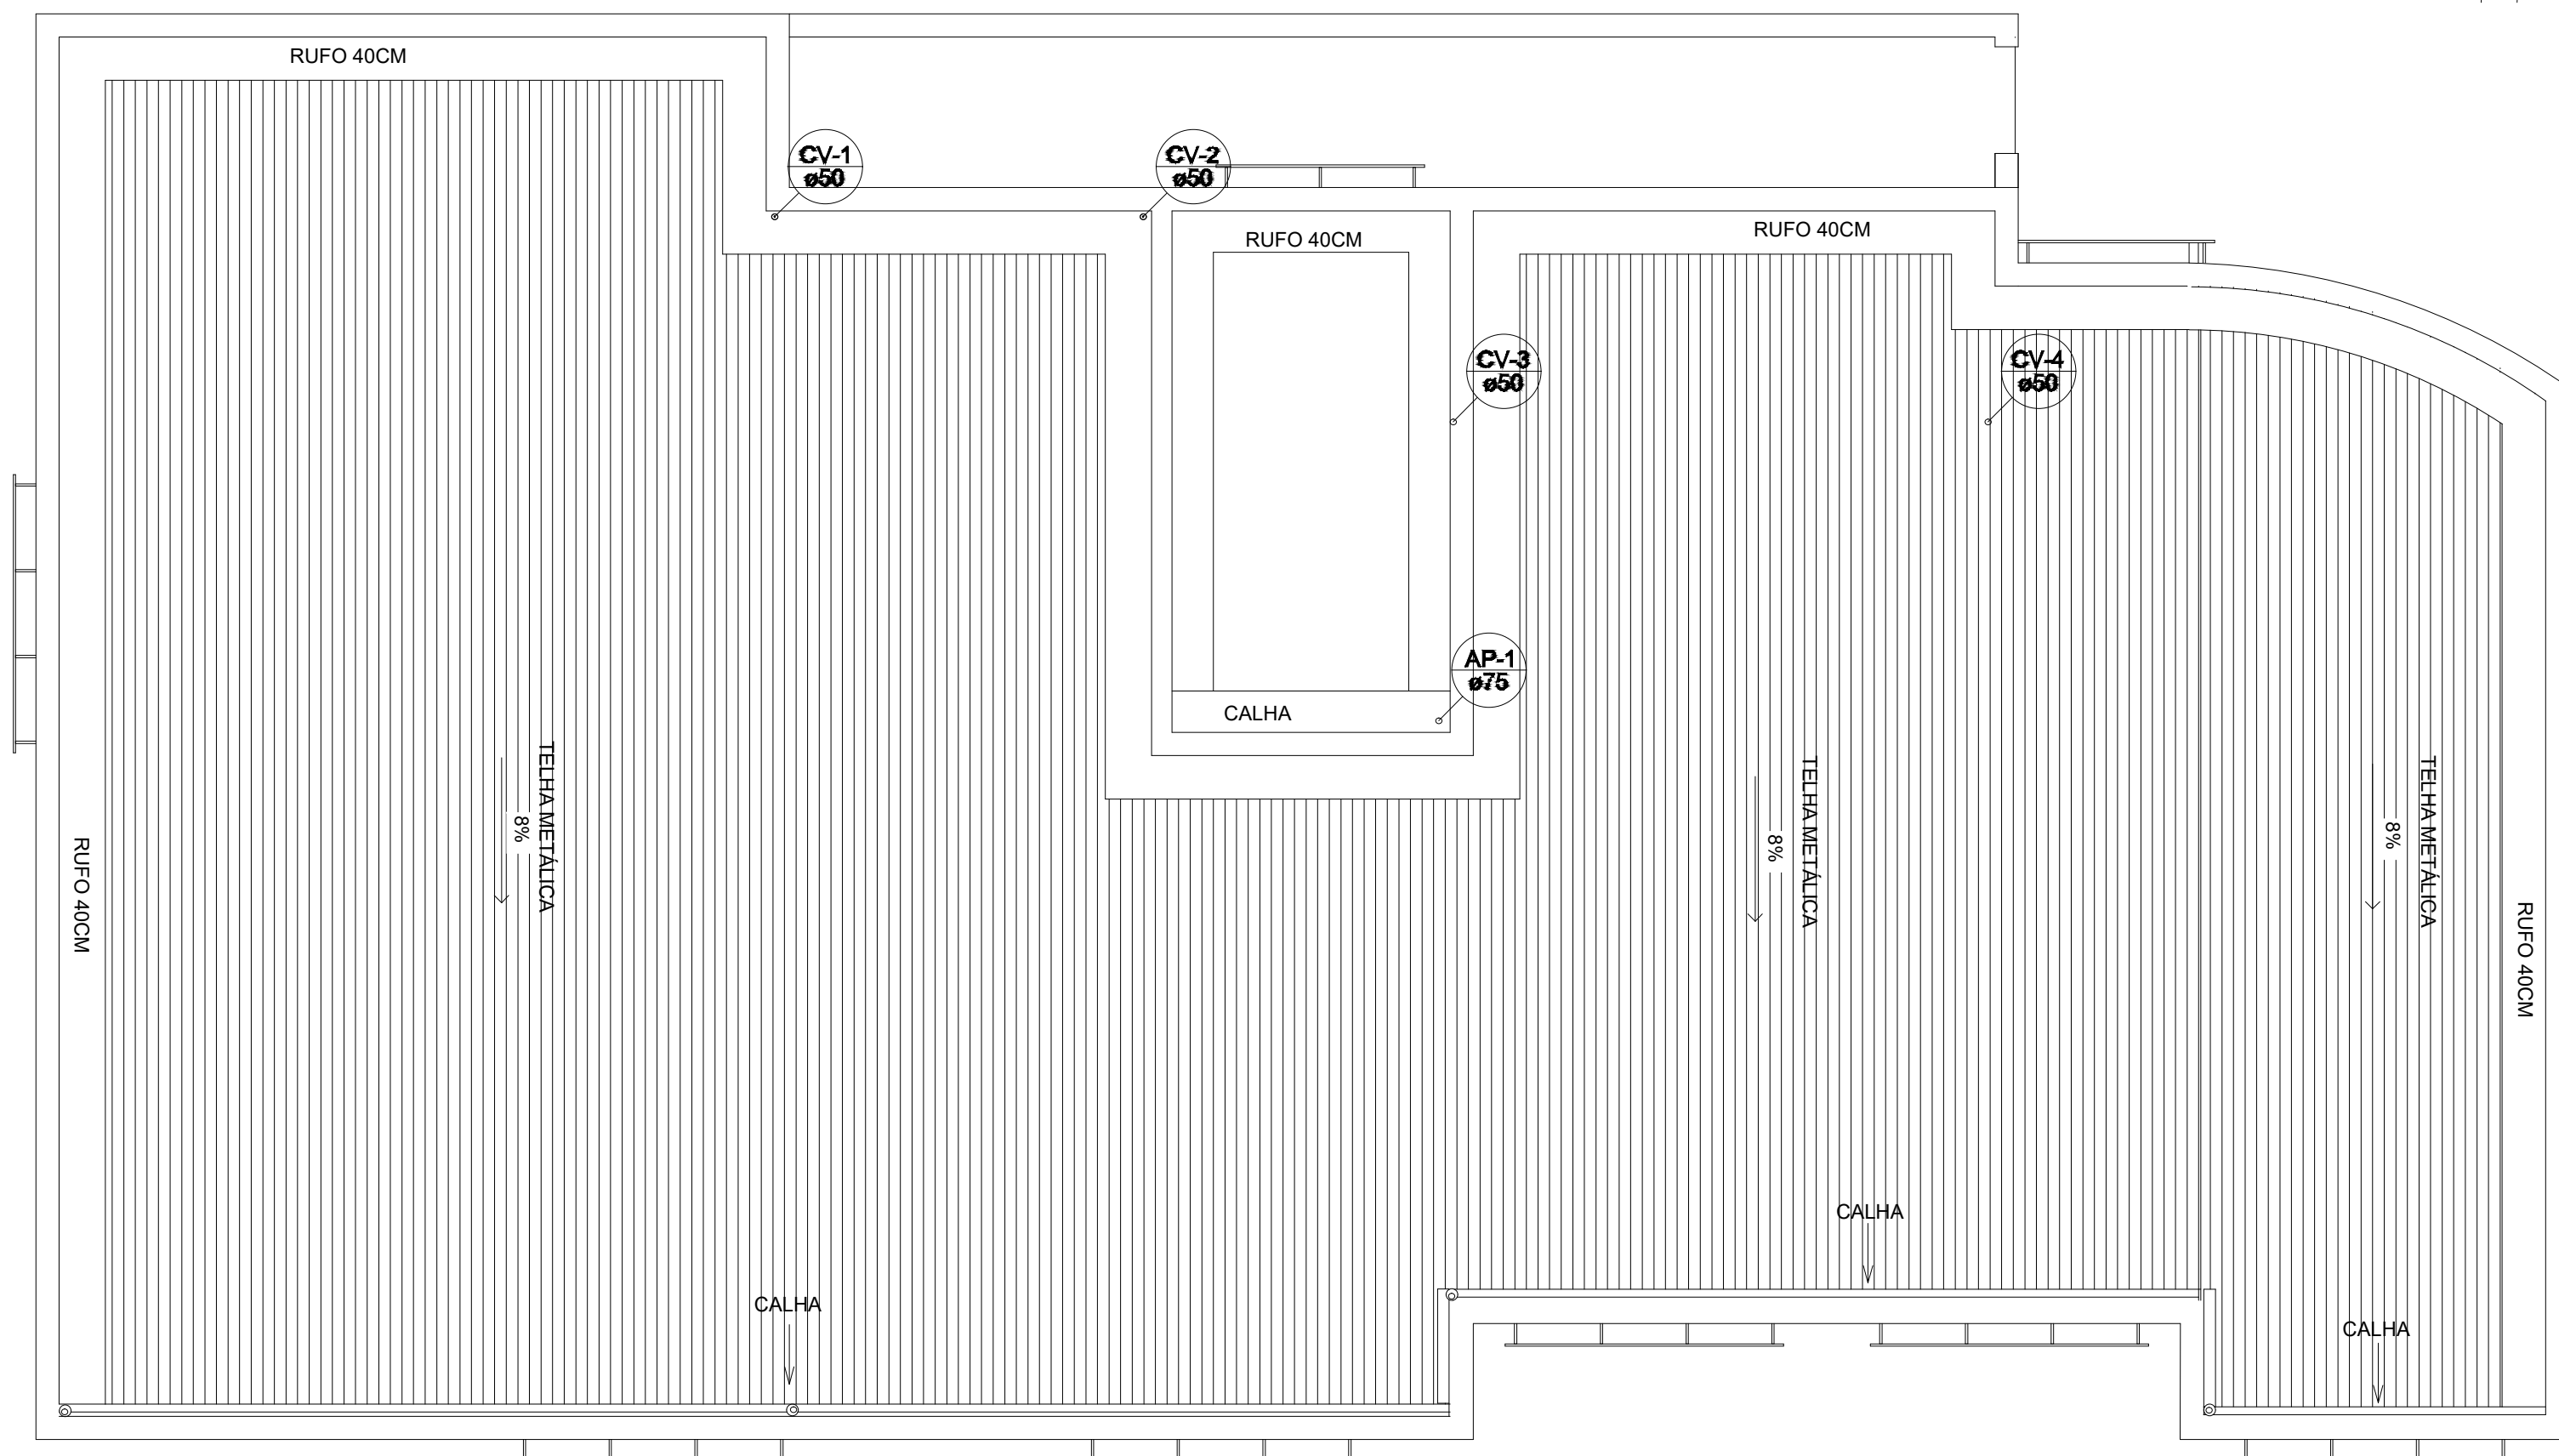 RUFO 40CM
CV-1
ø50
CV-2
ø50
RUFO 40CM
RUFO 40CM
CV-3
ø50
CV-4
ø50
AP-1
ø75
CALHA
TELHA METÁLICA
8%
TELHA METÁLICA
8%
TELHA METÁLICA
8%
RUFO 40CM
RUFO 40CM
CALHA
CALHA
CALHA